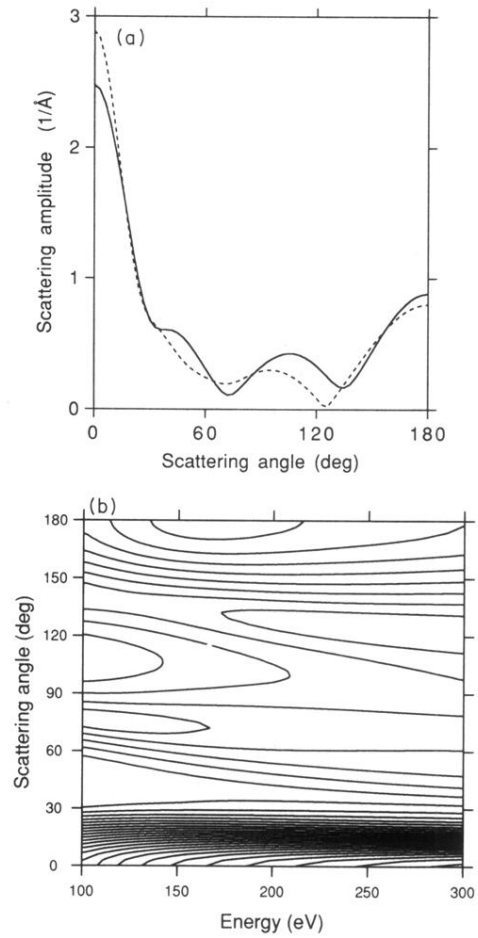 (a)
3
2
1
0
Scattering amplitude (1/Å)
0 60 120 180
Scattering angle (deg)
(b)
180
150
120
90
60
30
0
Scattering angle (deg)
100 150 200 250 300
Energy (eV)